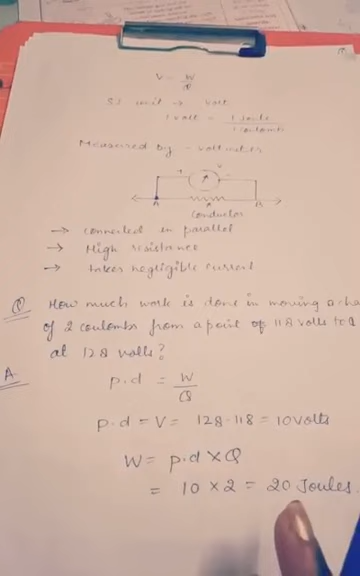 V = W/Q
S.I unit → volt
1 volt = 1 Joule / 1 Coulomb
Measured by - voltmeter
+ V -
A R B
Conductor
→ connected in parallel
→ High resistance
→ takes negligible current
Q How much work is done in moving a cha
of 2 coulombs from a point of 118 volts to a
at 128 volts?
A. p.d = W/Q
p.d = V = 128-118 = 10 volts
W = p.d × Q
= 10 × 2 = 20 Joules.